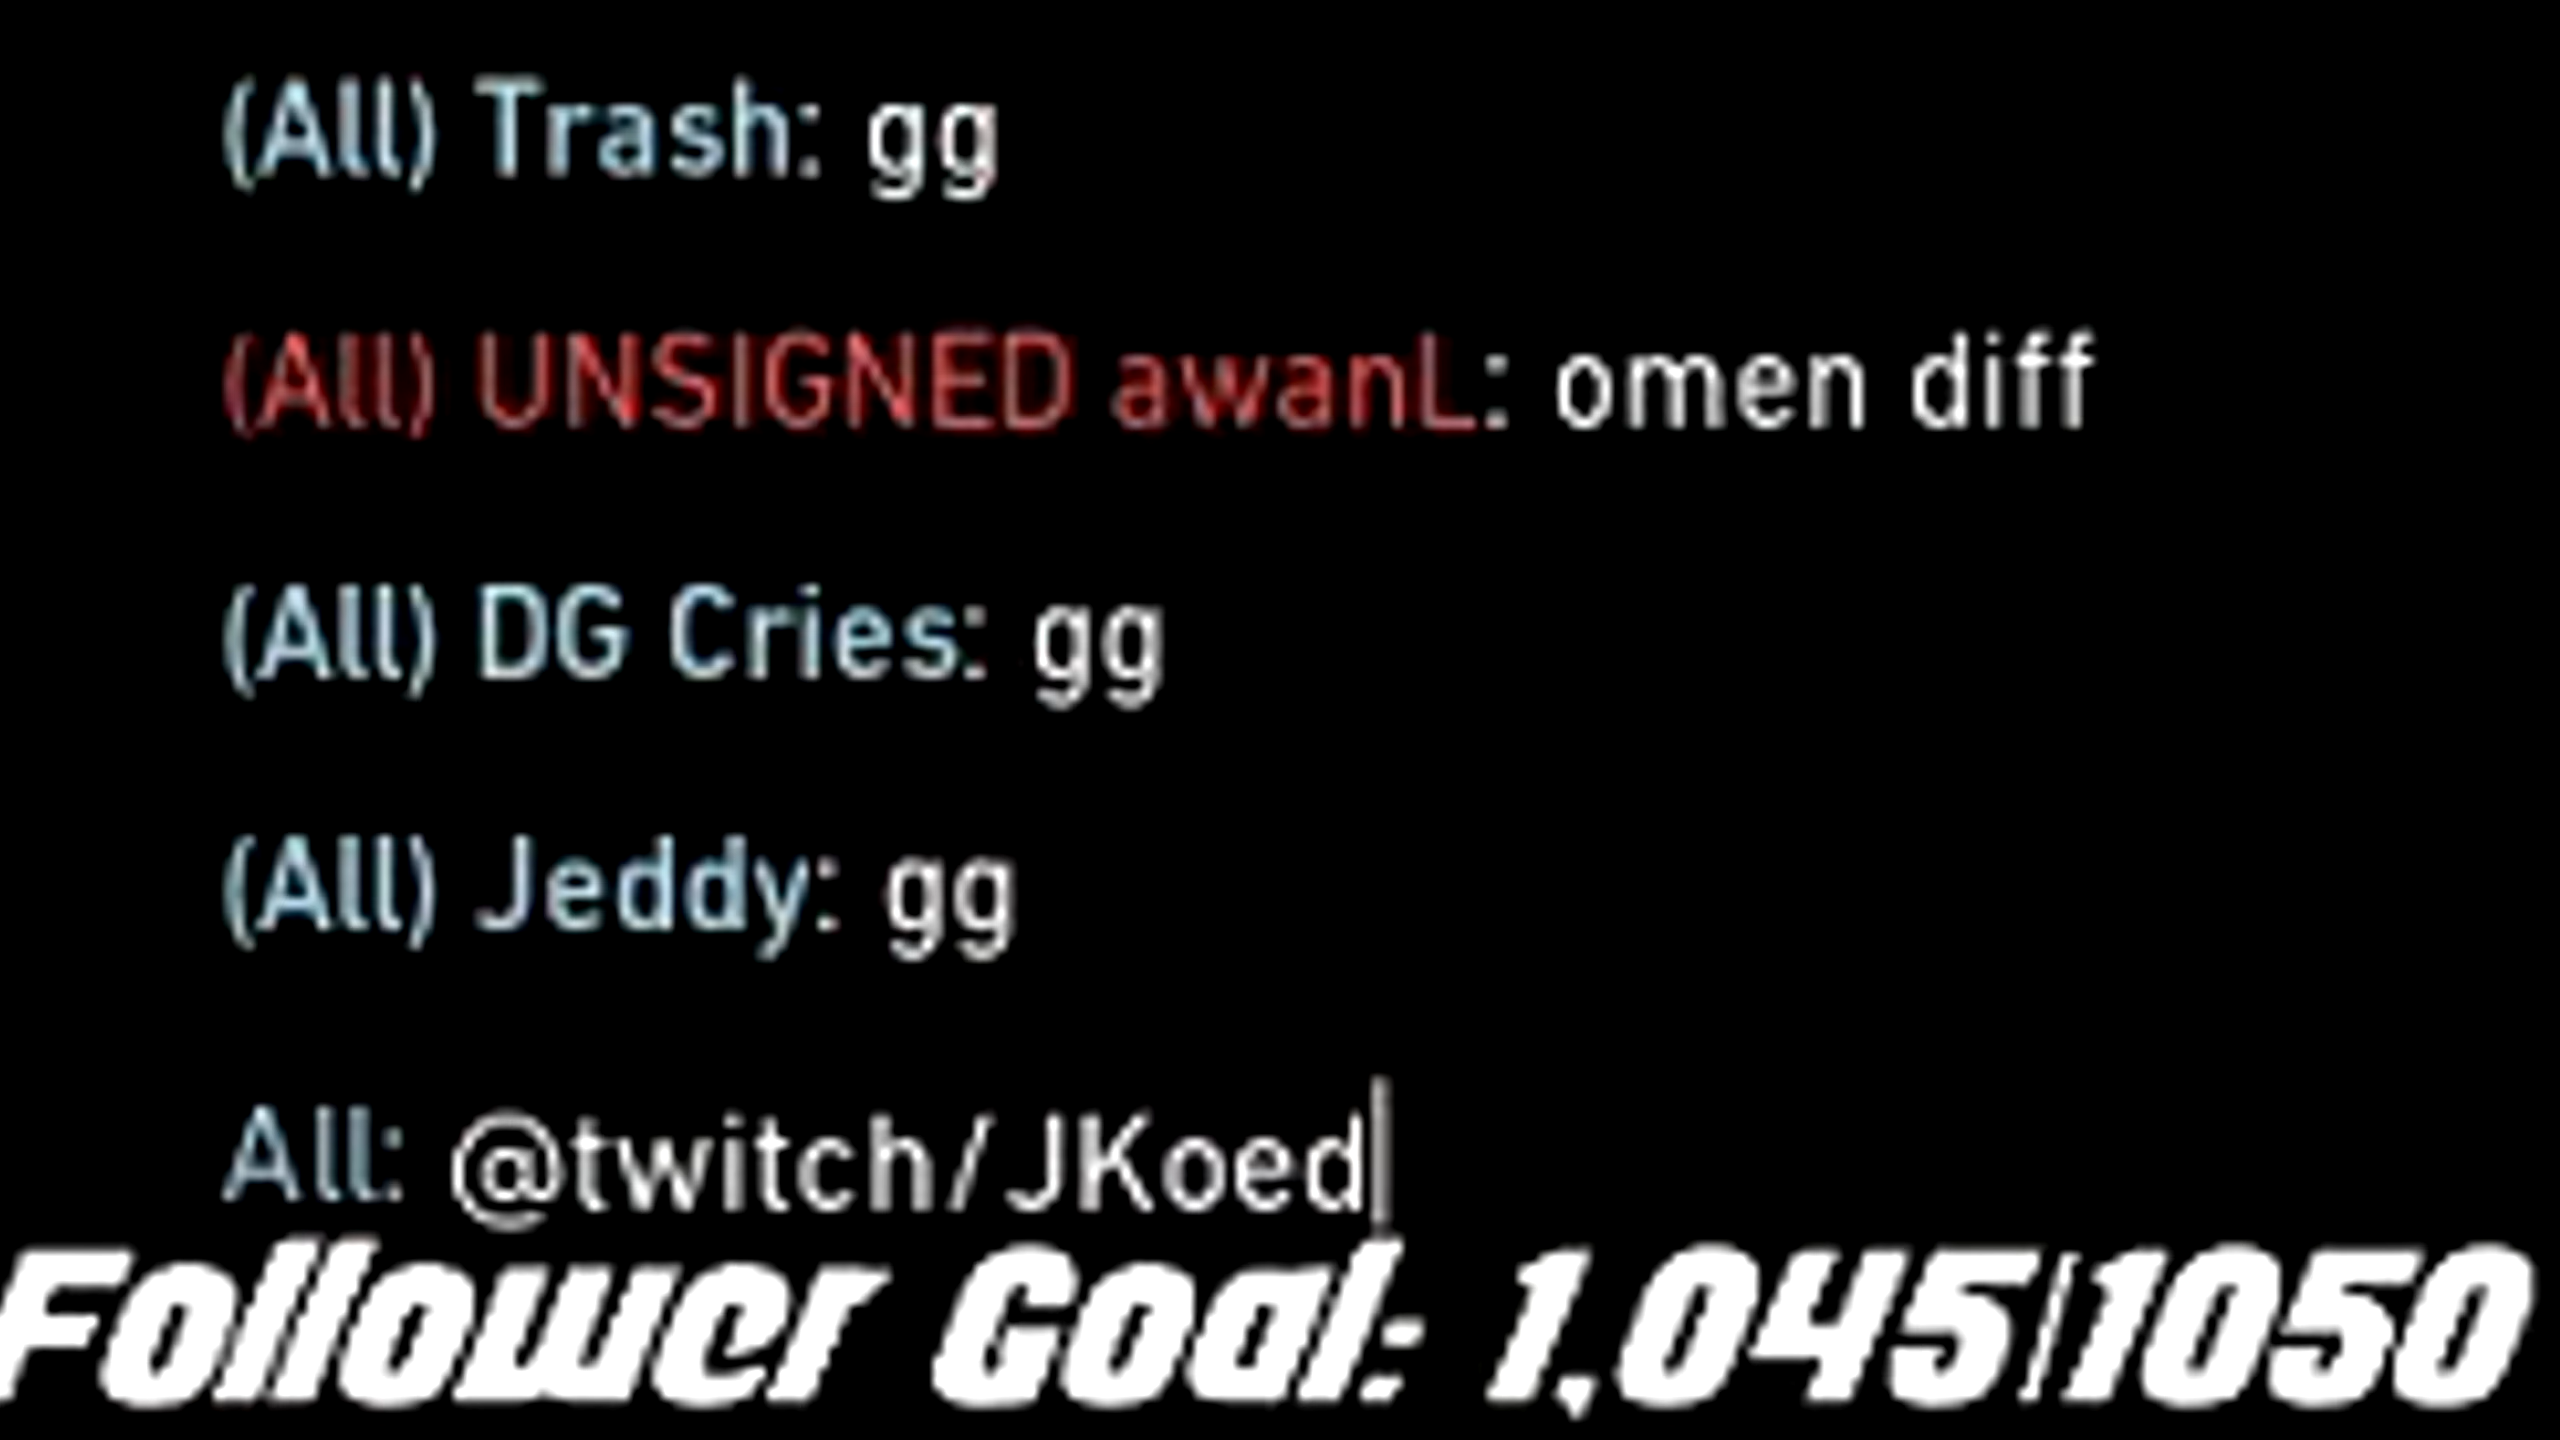 (All) Trash: gg
(All) UNSIGNED awanL: omen diff
(All) DG Cries: gg
(All) Jeddy: gg
All: @twitch/JKoed
Follower Goal: 1,045/1050